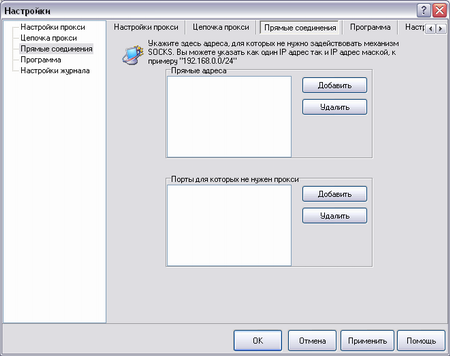 Настройки
Настройки прокси
Цепочка прокси
Прямые соединения
Программа
Настройки журнала
Настройки прокси Цепочка прокси Прямые соединения Программа Настр
Укажите здесь адреса, для которых не нужно задействовать механизм
SOCKS. Вы можете указать как один IP адрес так и IP адрес маской, к
примеру "192.168.0.0/24"
Прямые адреса
Добавить
Удалить
Порты для которых не нужен прокси
Добавить
Удалить
OK Отмена Применить Помощь